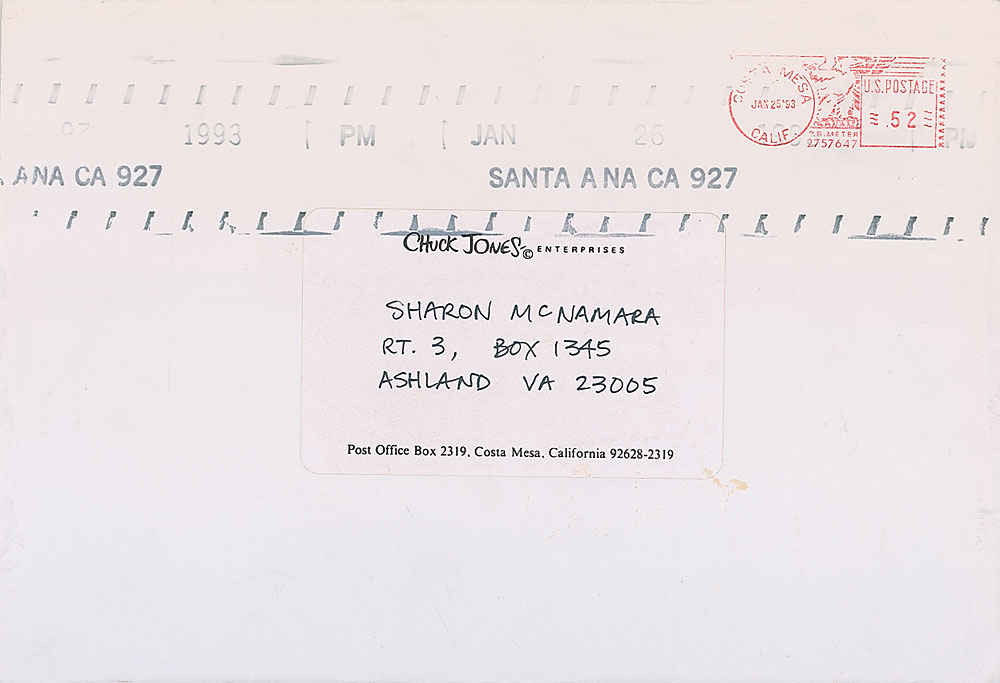 COSTA MESA
JAN 25 '93
CALIF.
U.S. POSTAGE
.52
P.B. METER
2757647
1993 PM JAN 26 PM
ANA CA 927 SANTA ANA CA 927
CHUCK JONES © ENTERPRISES
SHARON MCNAMARA
RT. 3, BOX 1345
ASHLAND VA 23005
Post Office Box 2319, Costa Mesa, California 92628-2319